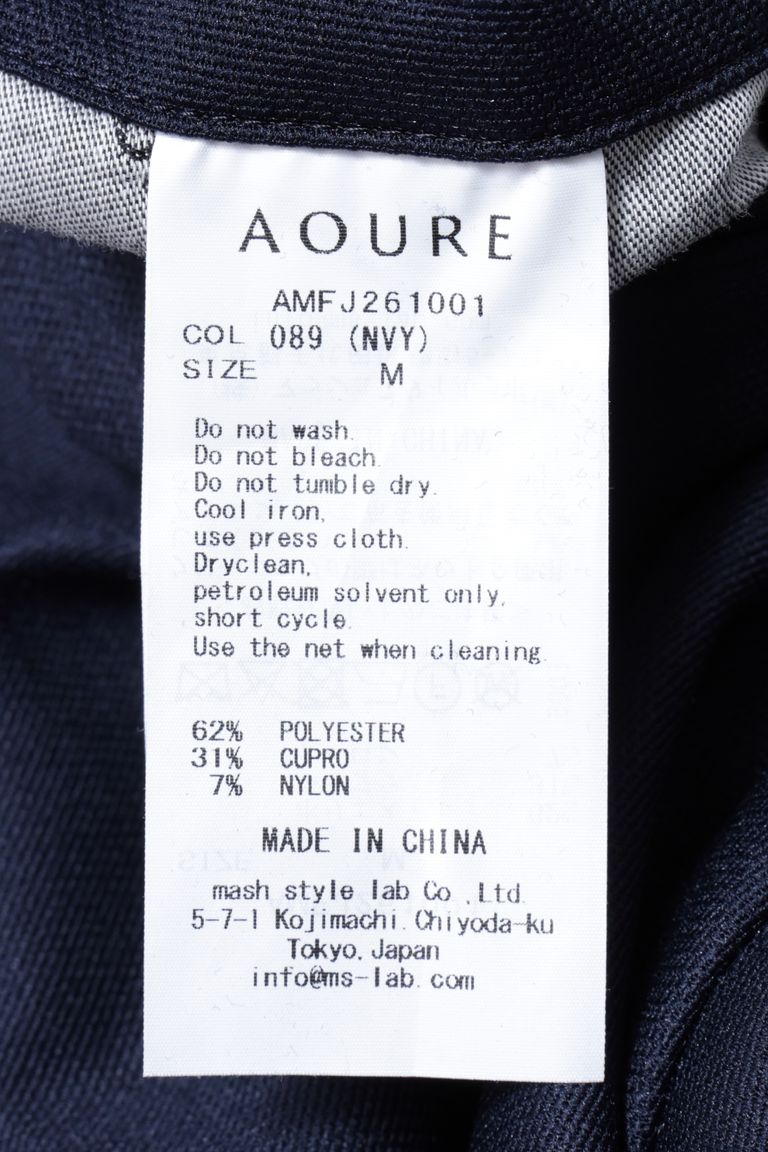 AOURE
AMFJ261001
COL 089 (NVY)
SIZE M
Do not wash.
Do not bleach.
Do not tumble dry.
Cool iron,
use press cloth.
Dryclean,
petroleum solvent only,
short cycle.
Use the net when cleaning.
62% POLYESTER
31% CUPRO
7% NYLON
MADE IN CHINA
mash style lab Co.,Ltd.
5-7-1 Kojimachi.Chiyoda-ku
Tokyo.Japan
info@ms-lab.com